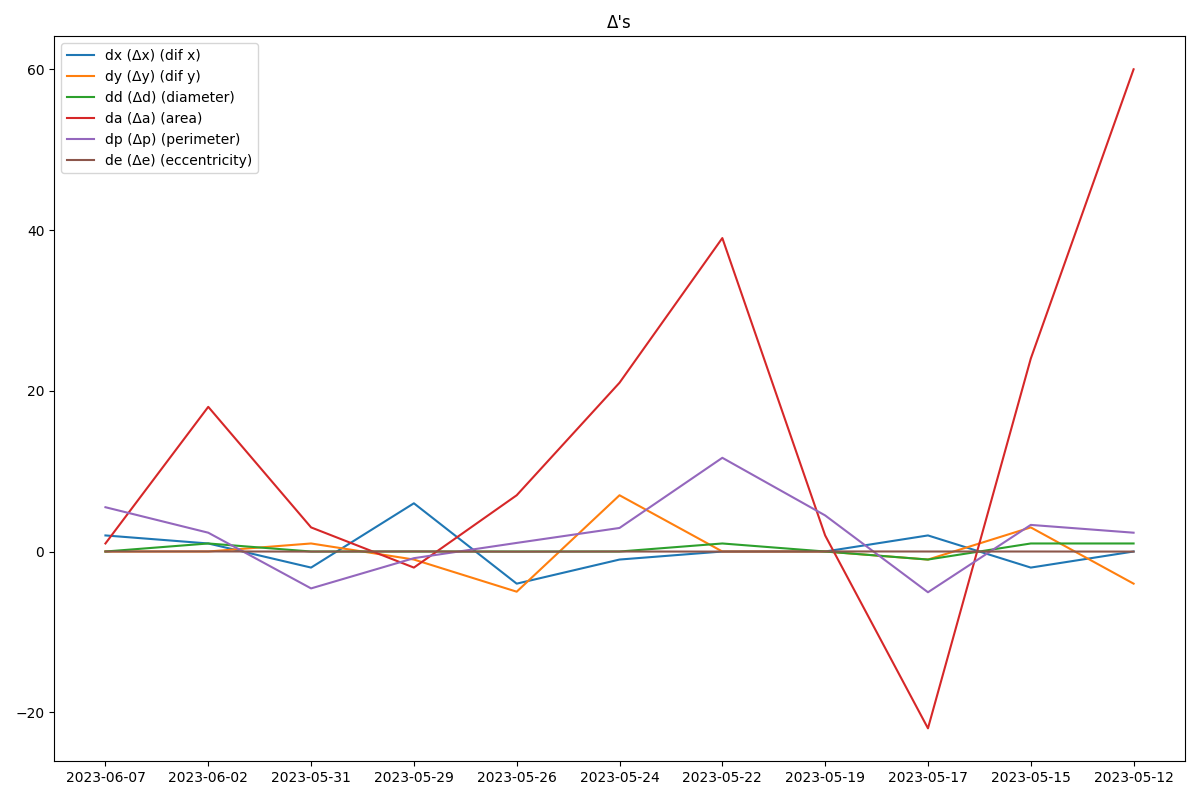 Δ's
dx (Δx) (dif x)
dy (Δy) (dif y)
dd (Δd) (diameter)
da (Δa) (area)
dp (Δp) (perimeter)
de (Δe) (eccentricity)
60
40
20
0
−20
2023-06-07 2023-06-02 2023-05-31 2023-05-29 2023-05-26 2023-05-24 2023-05-22 2023-05-19 2023-05-17 2023-05-15 2023-05-12